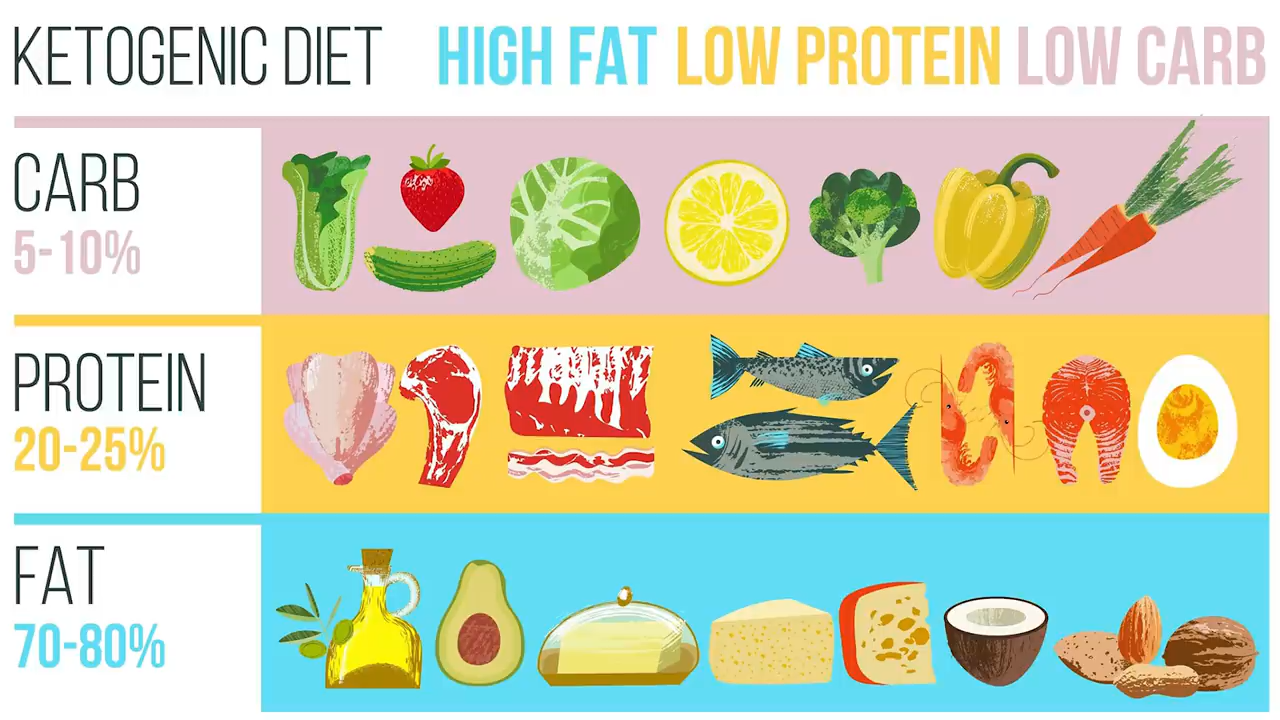 KETOGENIC DIET HIGH FAT LOW PROTEIN LOW CARB
CARB
5-10%
PROTEIN
20-25%
FAT
70-80%